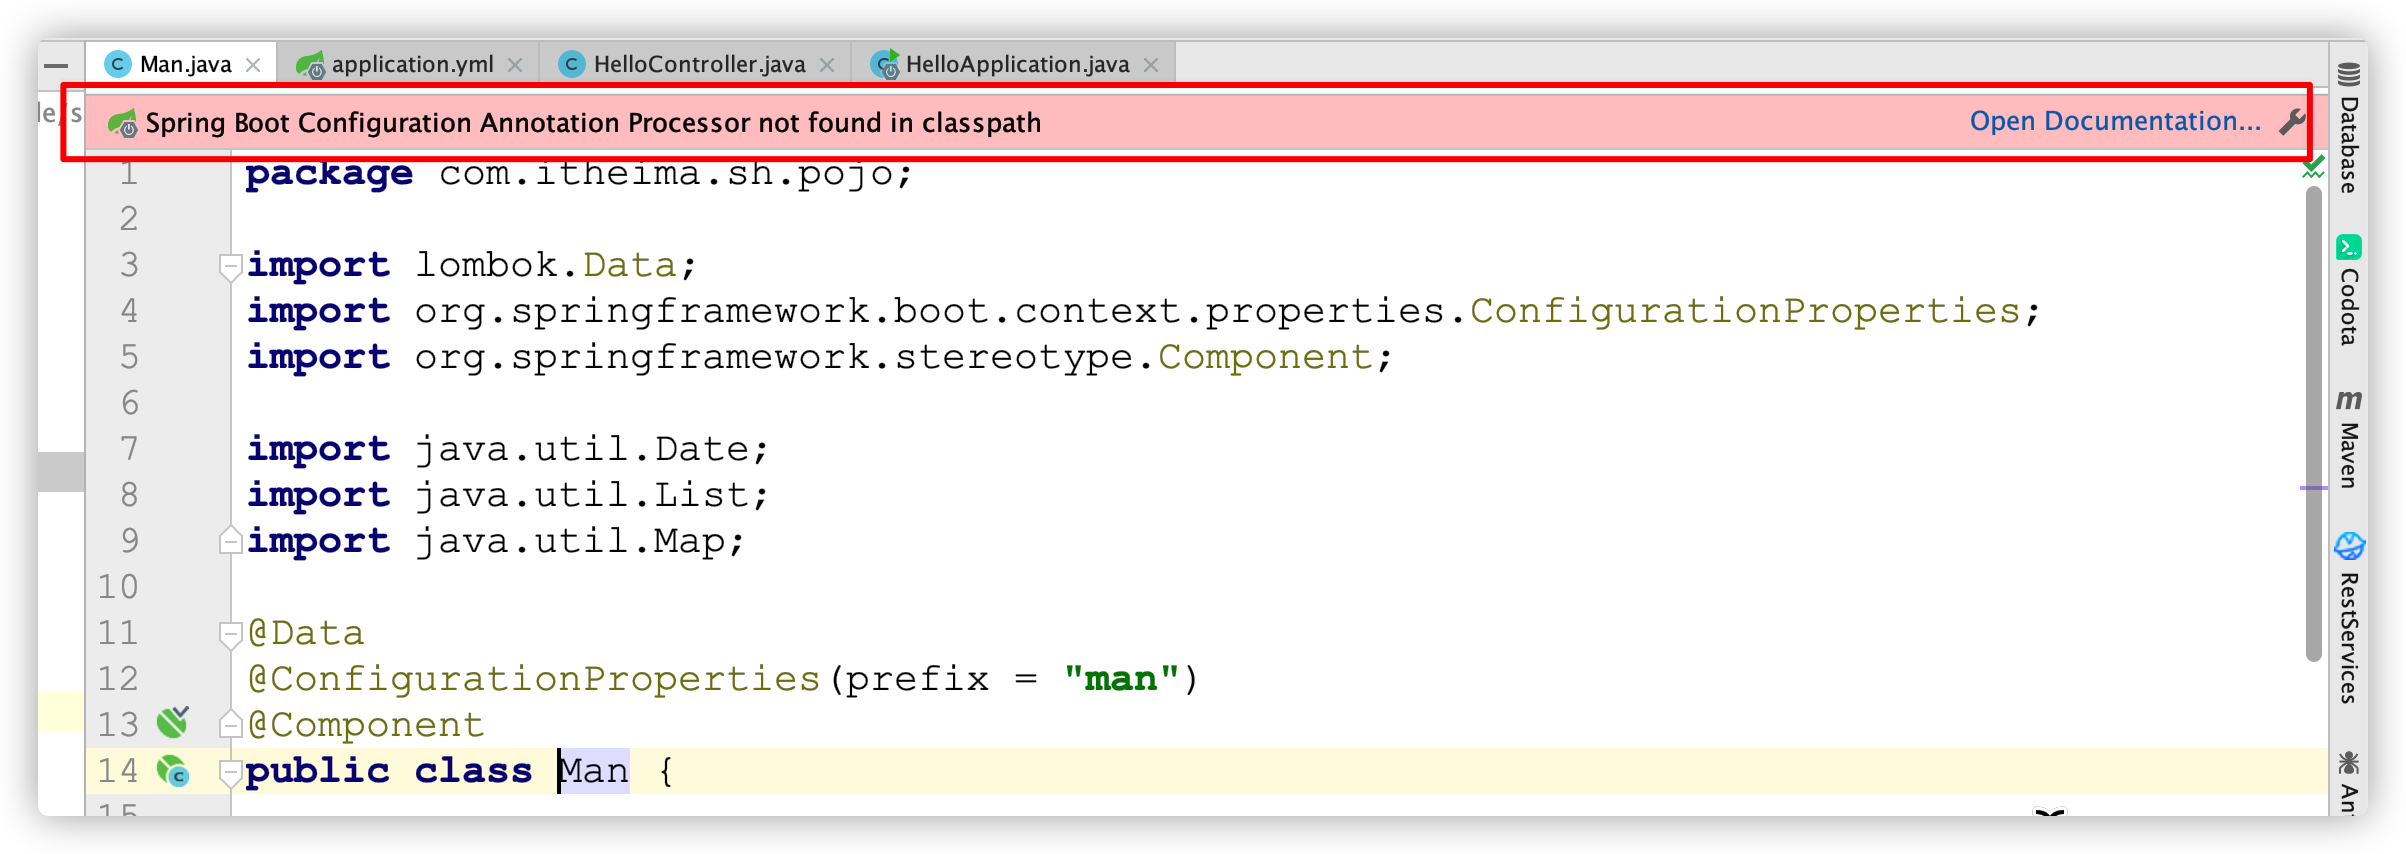 Man.java
application.yml
HelloController.java
HelloApplication.java
Spring Boot Configuration Annotation Processor not found in classpath
Open Documentation...
1 package com.itheima.sh.pojo;
2
3 import lombok.Data;
4 import org.springframework.boot.context.properties.ConfigurationProperties;
5 import org.springframework.stereotype.Component;
6
7 import java.util.Date;
8 import java.util.List;
9 import java.util.Map;
10
11 @Data
12 @ConfigurationProperties(prefix = "man")
13 @Component
14 public class Man {
15
Database
Codota
Maven
RestServices